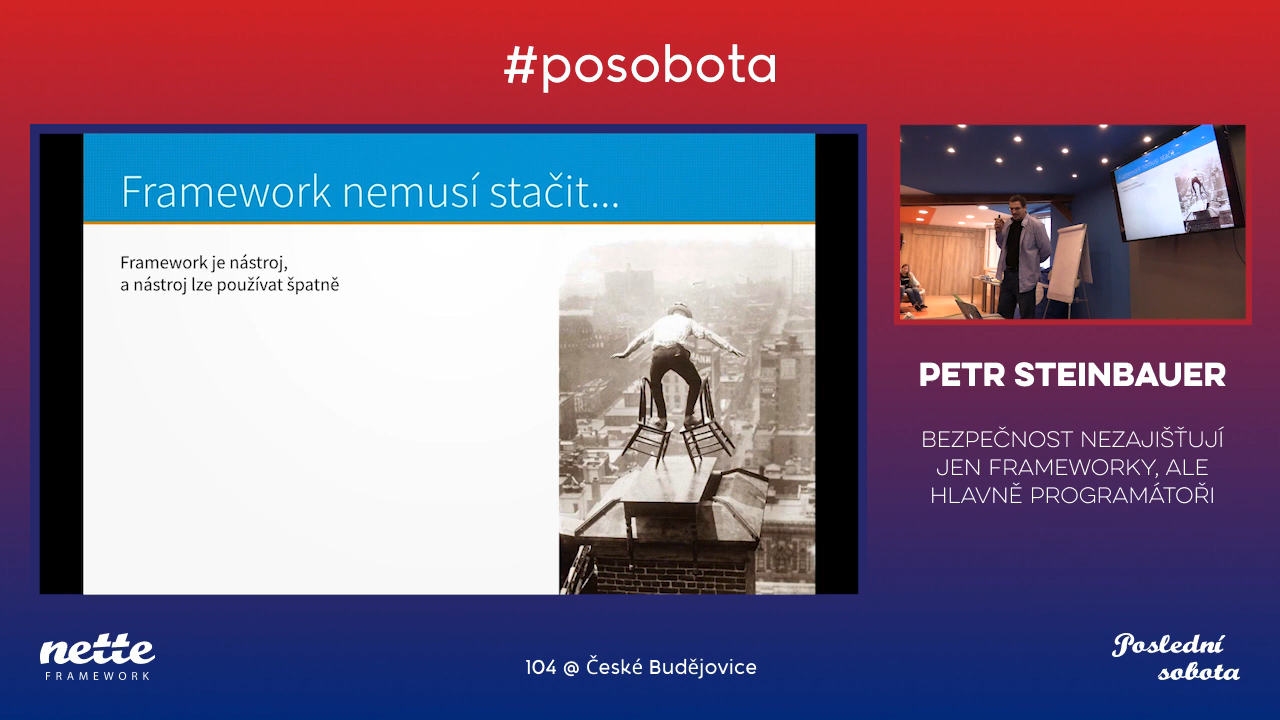 #posobota
Framework nemusí stačit...
Framework je nástroj,
a nástroj lze používat špatně
PETR STEINBAUER
BEZPEČNOST NEZAJIŠŤUJÍ
JEN FRAMEWORKY, ALE
HLAVNĚ PROGRAMÁTOŘI
nette
FRAMEWORK
104 @ České Budějovice
Poslední
sobota